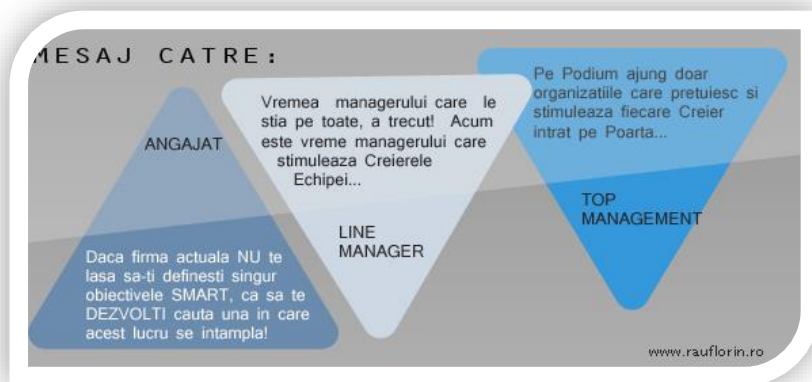 MESAJ CATRE:
ANGAJAT
Daca firma actuala NU te
lasa sa-ti definesti singur
obiectivele SMART, ca sa te
DEZVOLTI cauta una in care
acest lucru se intampla!
Vremea managerului care le
stia pe toate, a trecut! Acum
este vreme managerului care
stimuleaza Creierele
Echipei...
LINE
MANAGER
Pe Podium ajung doar
organizatiile care pretuiesc si
stimuleaza fiecare Creier
intrat pe Poarta...
TOP
MANAGEMENT
www.rauflorin.ro